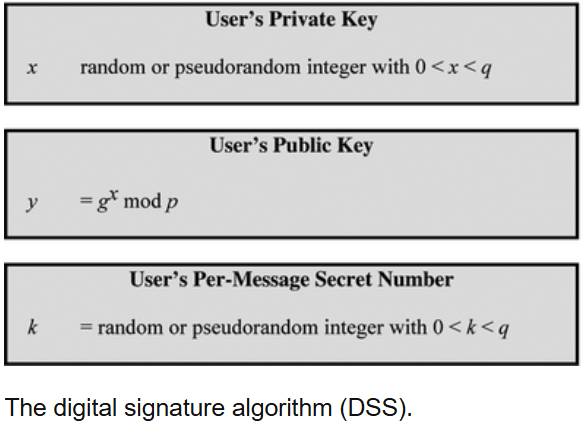 User's Private Key
x random or pseudorandom integer with 0 < x < q
User's Public Key
y = gˣ mod p
User's Per-Message Secret Number
k = random or pseudorandom integer with 0 < k < q
The digital signature algorithm (DSS).